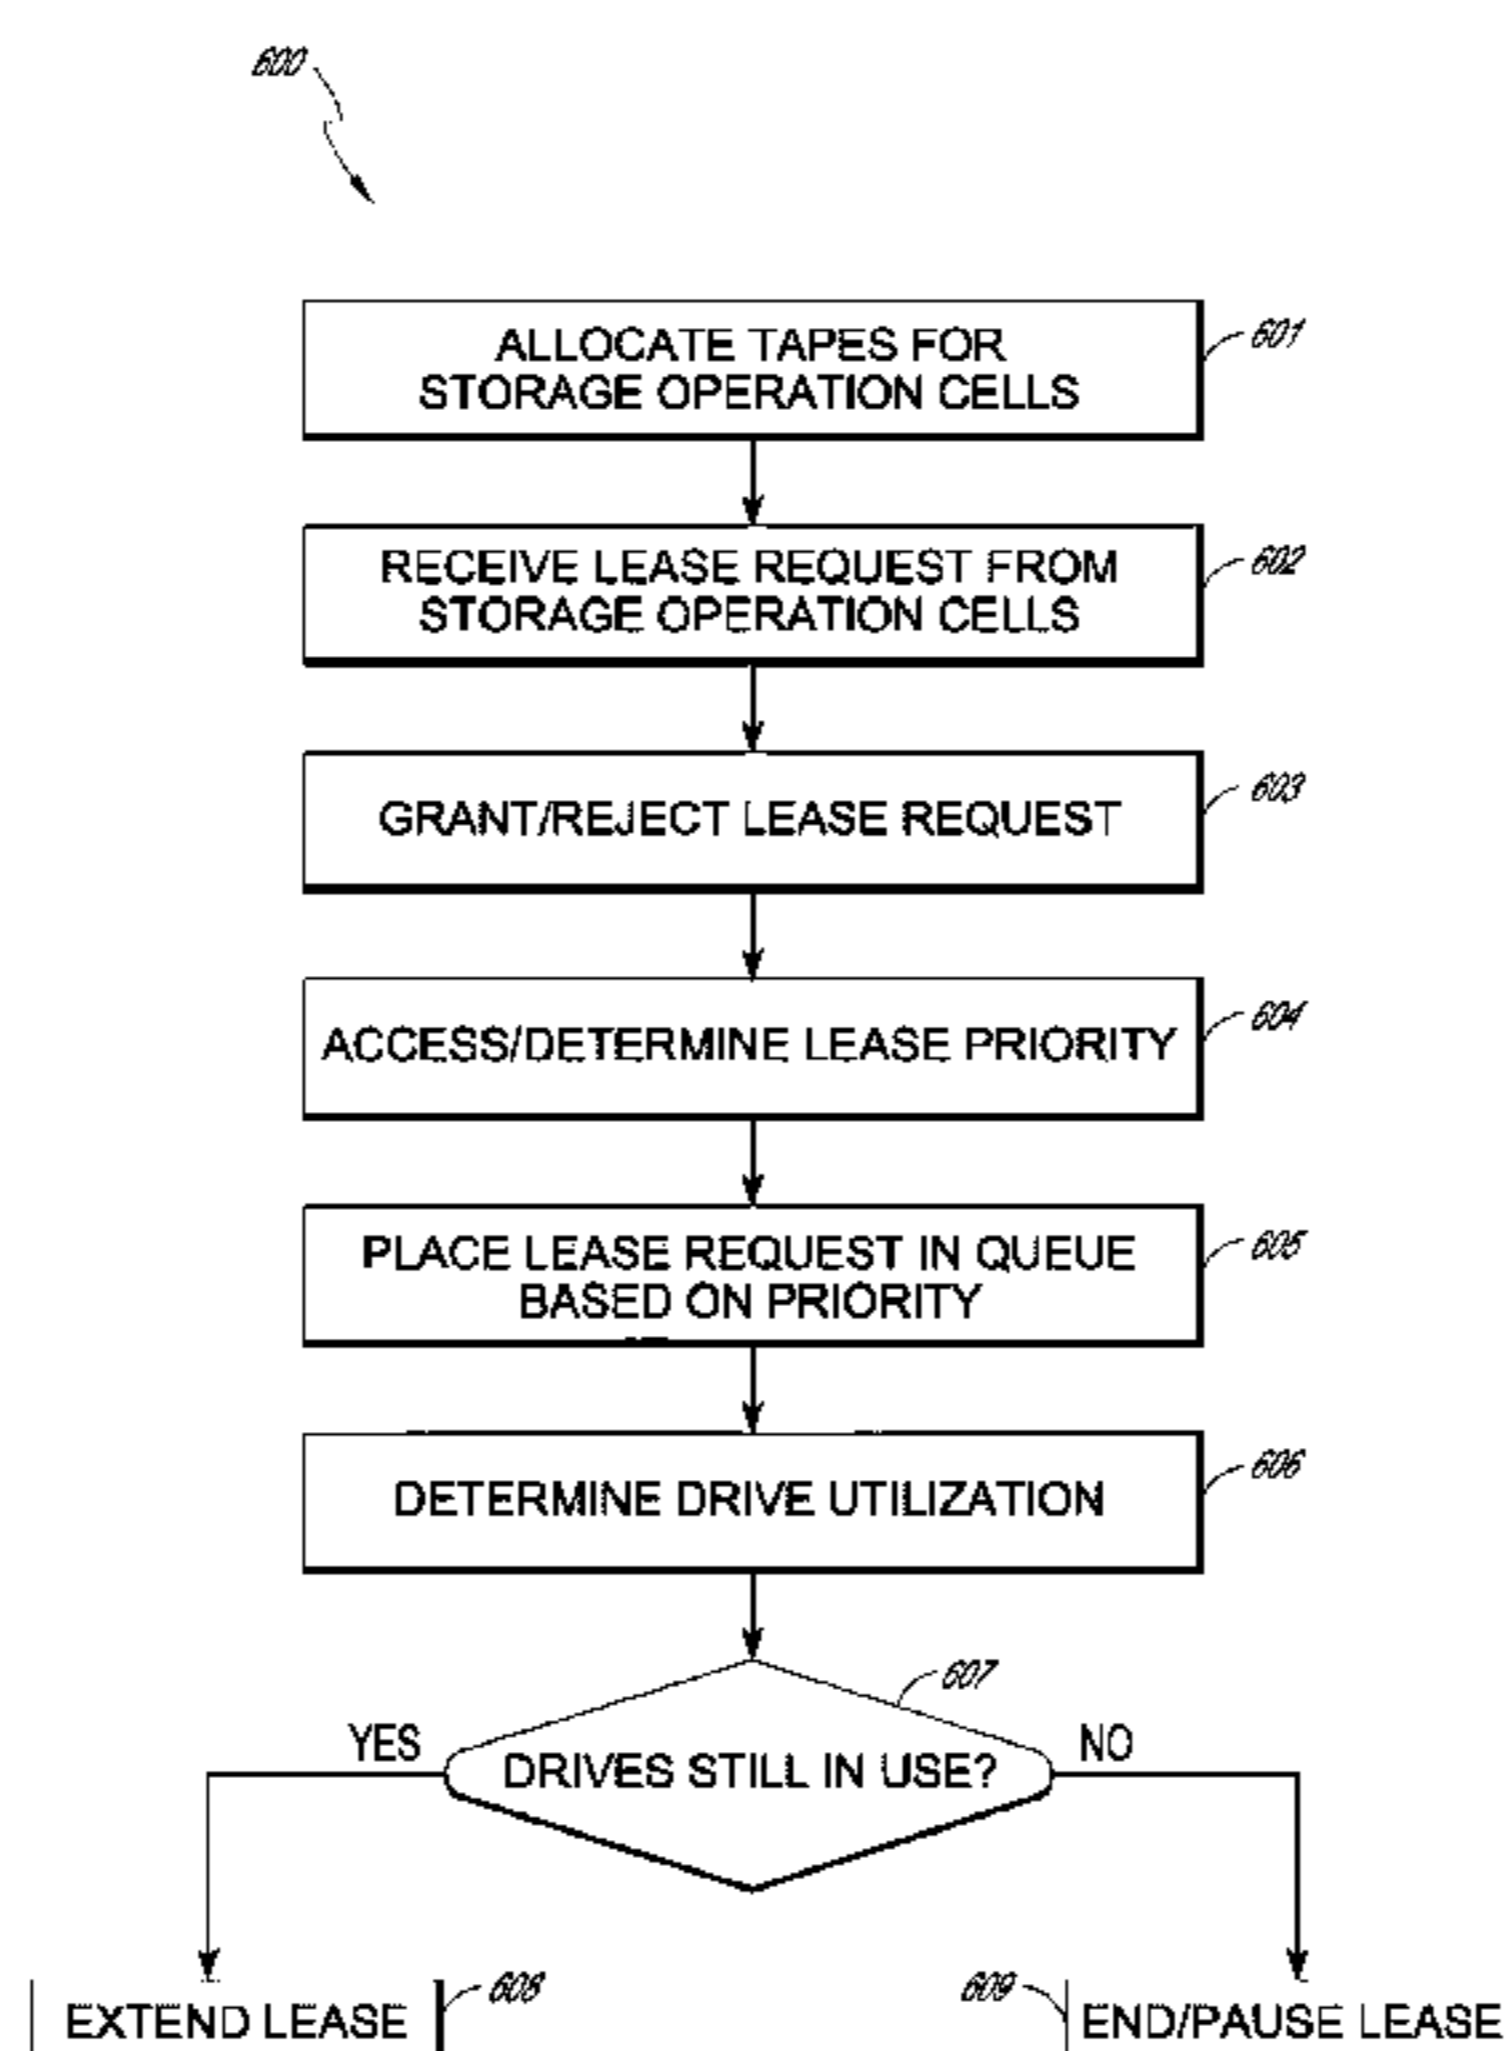 600
ALLOCATE TAPES FOR
STORAGE OPERATION CELLS
601
RECEIVE LEASE REQUEST FROM
STORAGE OPERATION CELLS
602
GRANT/REJECT LEASE REQUEST
603
ACCESS/DETERMINE LEASE PRIORITY
604
PLACE LEASE REQUEST IN QUEUE
BASED ON PRIORITY
605
DETERMINE DRIVE UTILIZATION
606
607
YES
DRIVES STILL IN USE?
NO
EXTEND LEASE
608
609
END/PAUSE LEASE